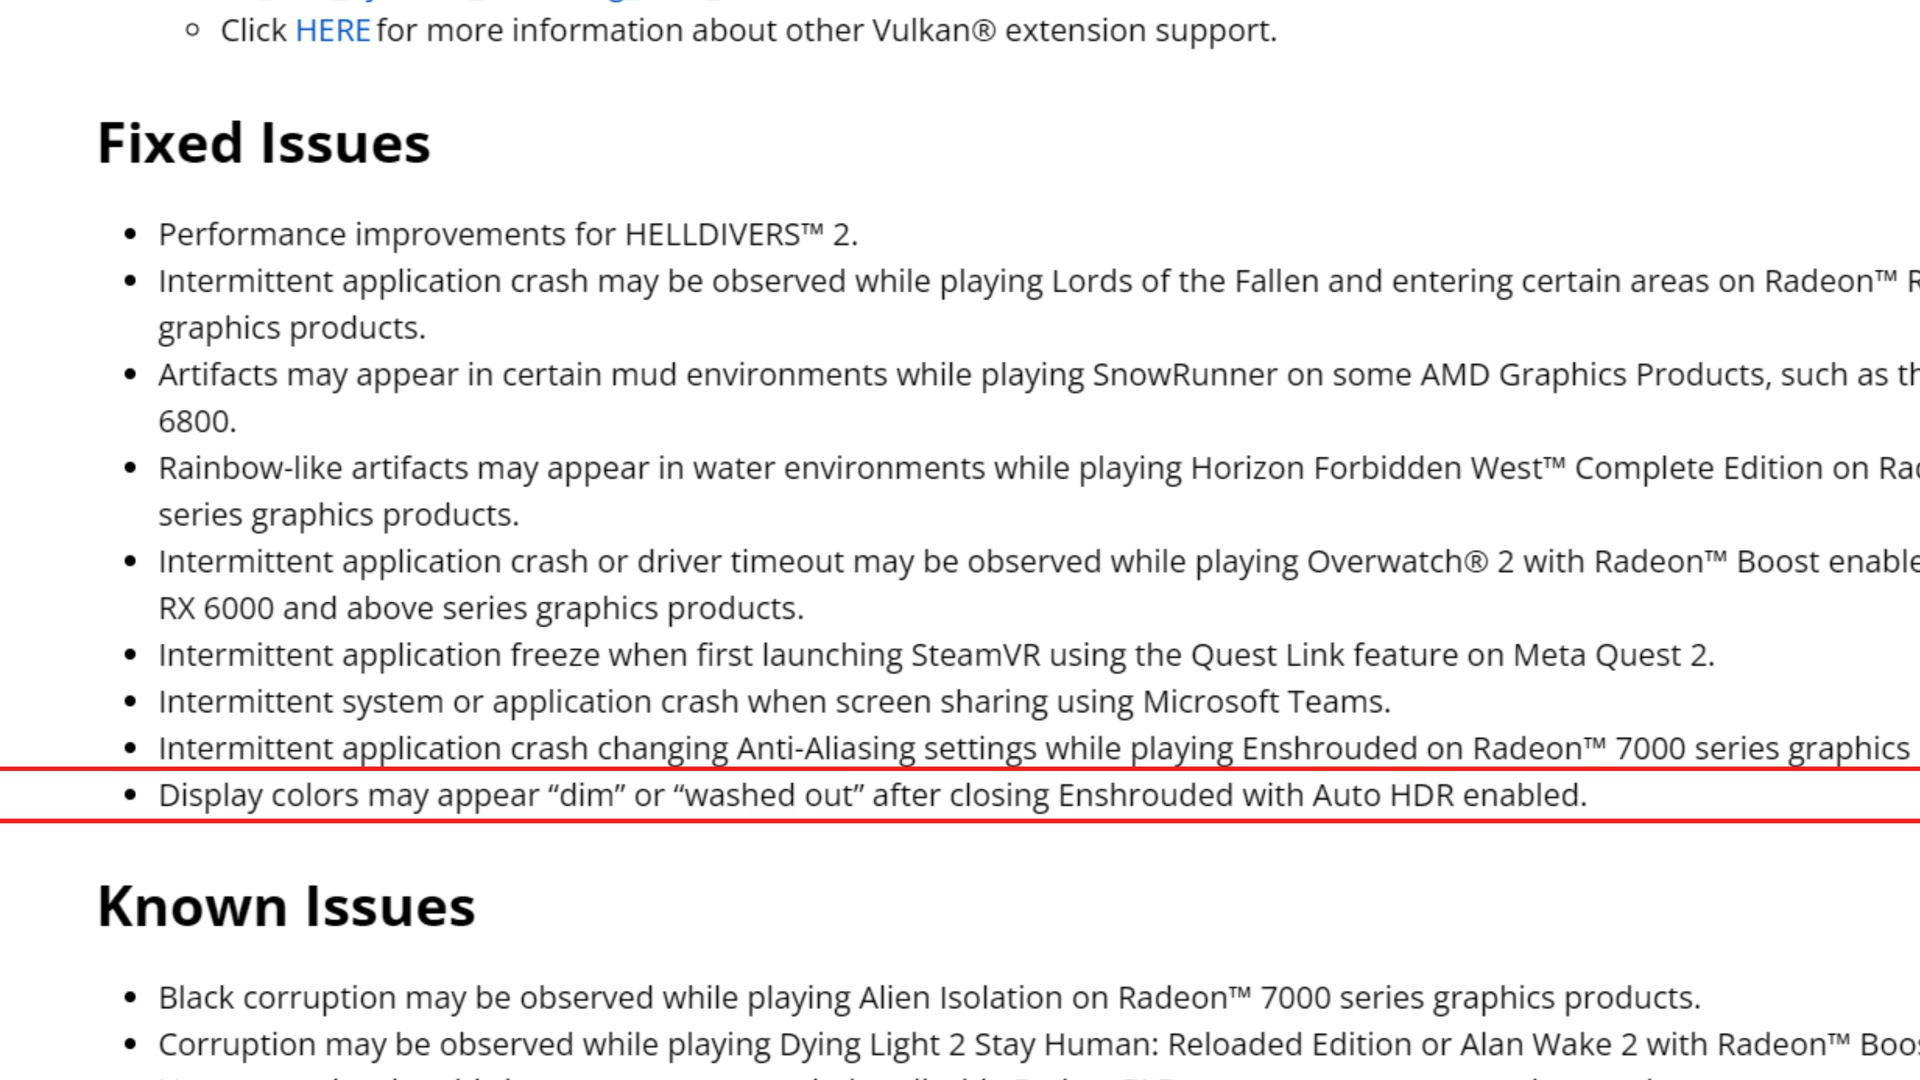 Click HERE for more information about other Vulkan® extension support.
Fixed Issues
Performance improvements for HELLDIVERS™ 2.
Intermittent application crash may be observed while playing Lords of the Fallen and entering certain areas on Radeon™
graphics products.
Artifacts may appear in certain mud environments while playing SnowRunner on some AMD Graphics Products, such as
6800.
Rainbow-like artifacts may appear in water environments while playing Horizon Forbidden West™ Complete Edition on
series graphics products.
Intermittent application crash or driver timeout may be observed while playing Overwatch® 2 with Radeon™ Boost
RX 6000 and above series graphics products.
Intermittent application freeze when first launching SteamVR using the Quest Link feature on Meta Quest 2.
Intermittent system or application crash when screen sharing using Microsoft Teams.
Intermittent application crash changing Anti-Aliasing settings while playing Enshrouded on Radeon™ 7000 series graphics
Display colors may appear “dim” or “washed out” after closing Enshrouded with Auto HDR enabled.
Known Issues
Black corruption may be observed while playing Alien Isolation on Radeon™ 7000 series graphics products.
Corruption may be observed while playing Dying Light 2 Stay Human: Reloaded Edition or Alan Wake 2 with Radeon™